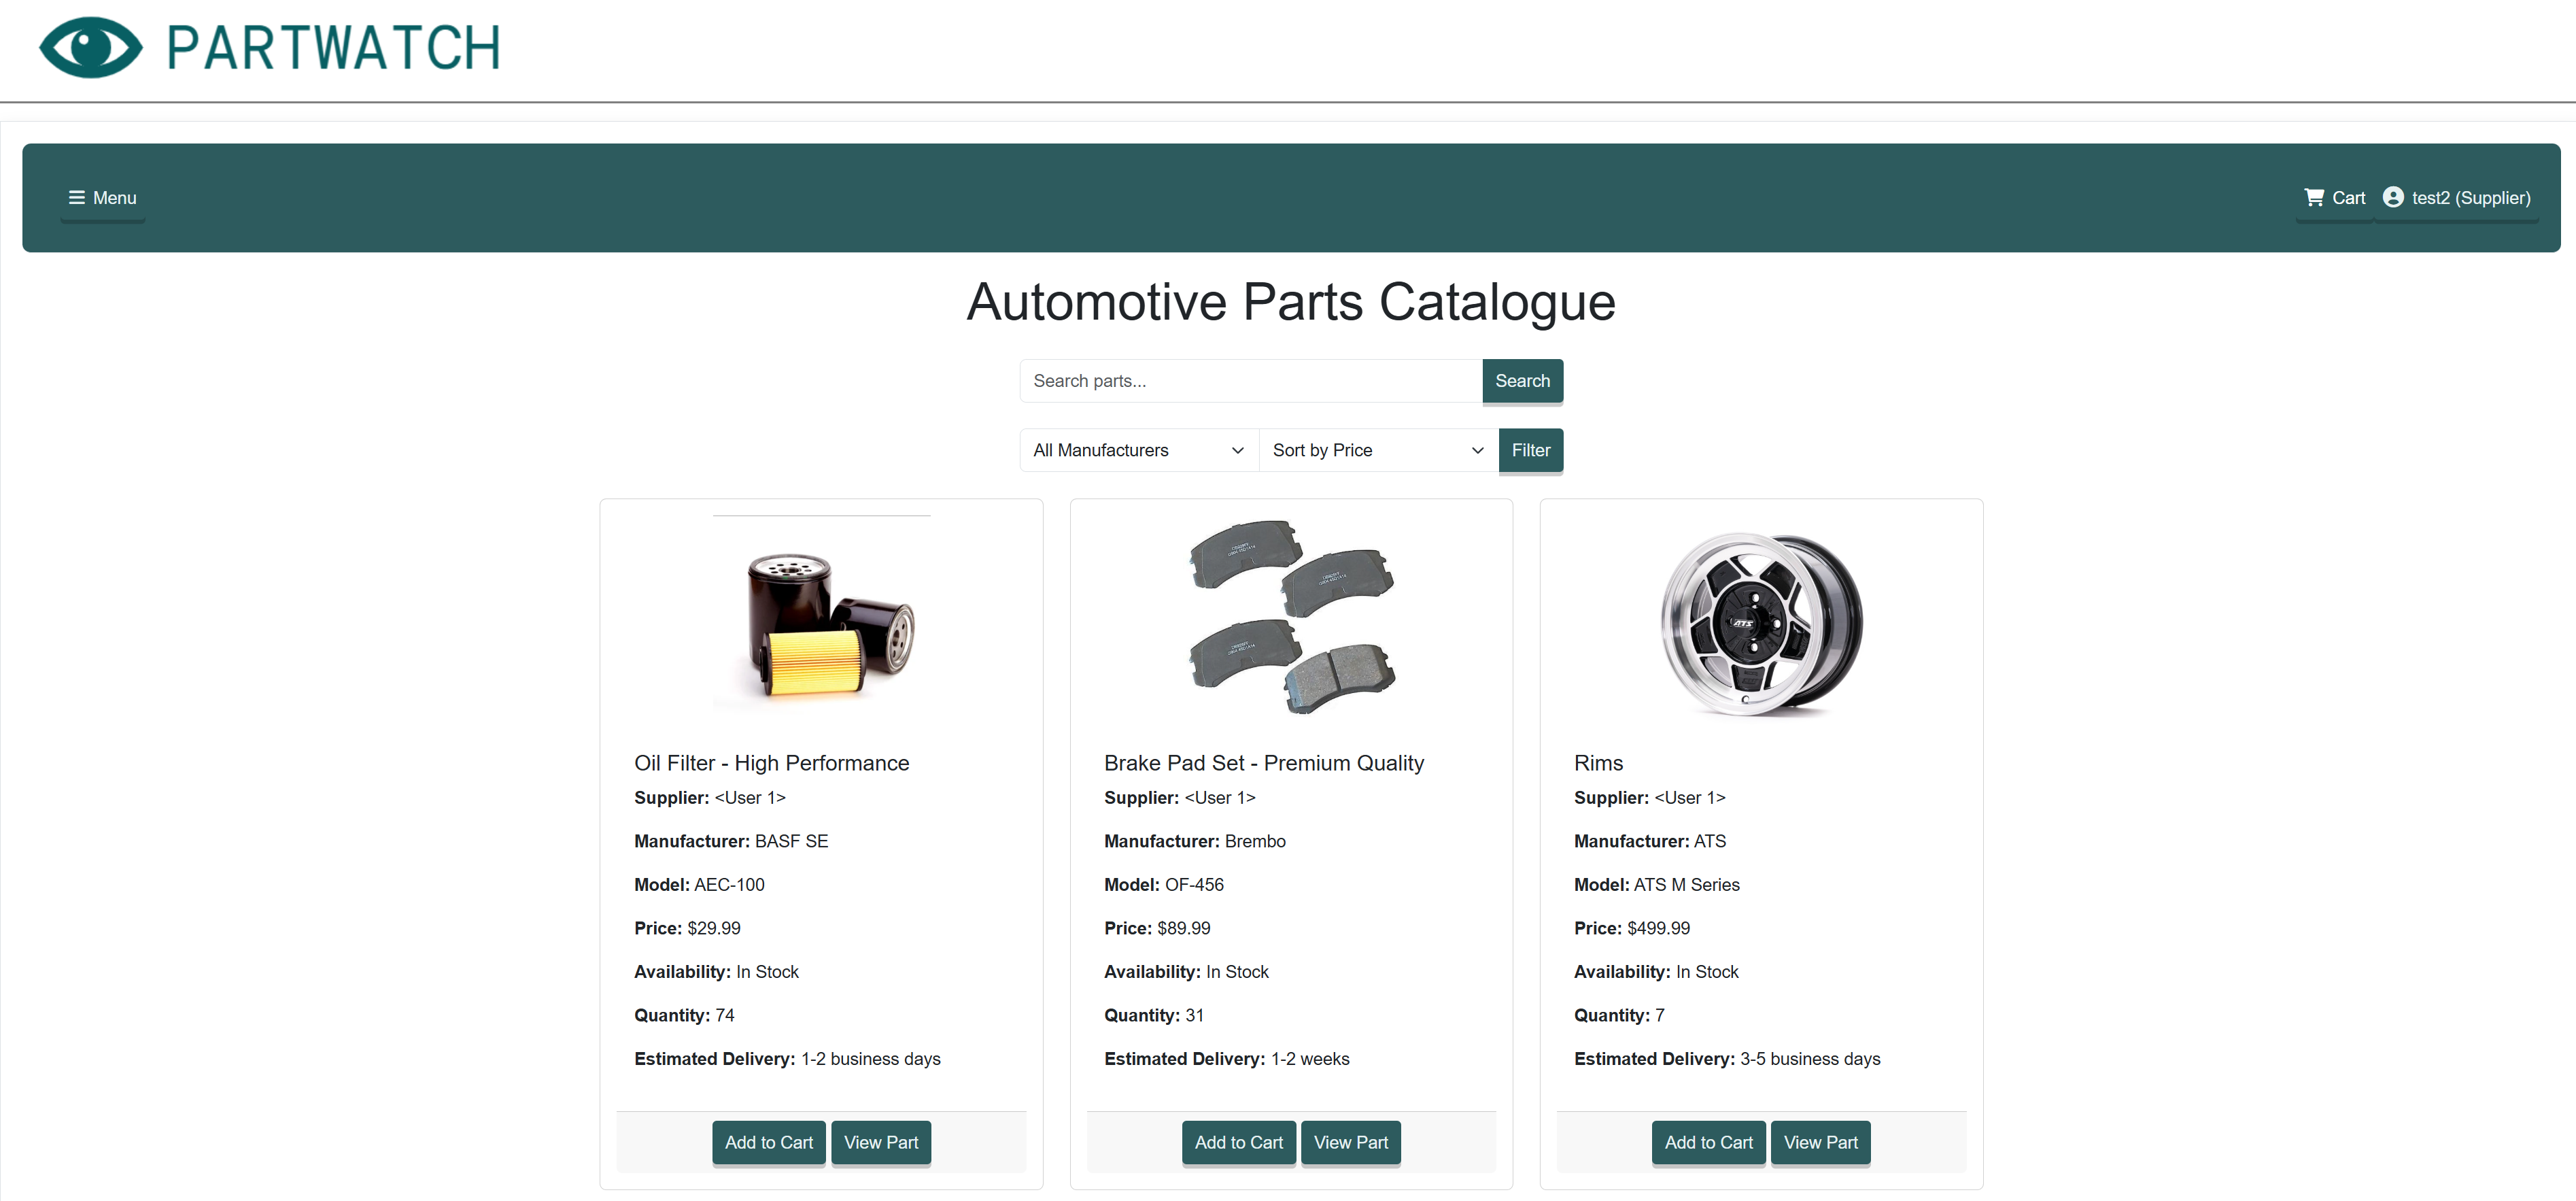 PARTWATCH
Menu
Cart
test2 (Supplier)
Automotive Parts Catalogue
Search parts...
Search
All Manufacturers
Sort by Price
Filter
ATS
Oil Filter - High Performance
Supplier: <User 1>
Manufacturer: BASF SE
Model: AEC-100
Price: $29.99
Availability: In Stock
Quantity: 74
Estimated Delivery: 1-2 business days
Add to Cart
View Part
Brake Pad Set - Premium Quality
Supplier: <User 1>
Manufacturer: Brembo
Model: OF-456
Price: $89.99
Availability: In Stock
Quantity: 31
Estimated Delivery: 1-2 weeks
Add to Cart
View Part
Rims
Supplier: <User 1>
Manufacturer: ATS
Model: ATS M Series
Price: $499.99
Availability: In Stock
Quantity: 7
Estimated Delivery: 3-5 business days
Add to Cart
View Part